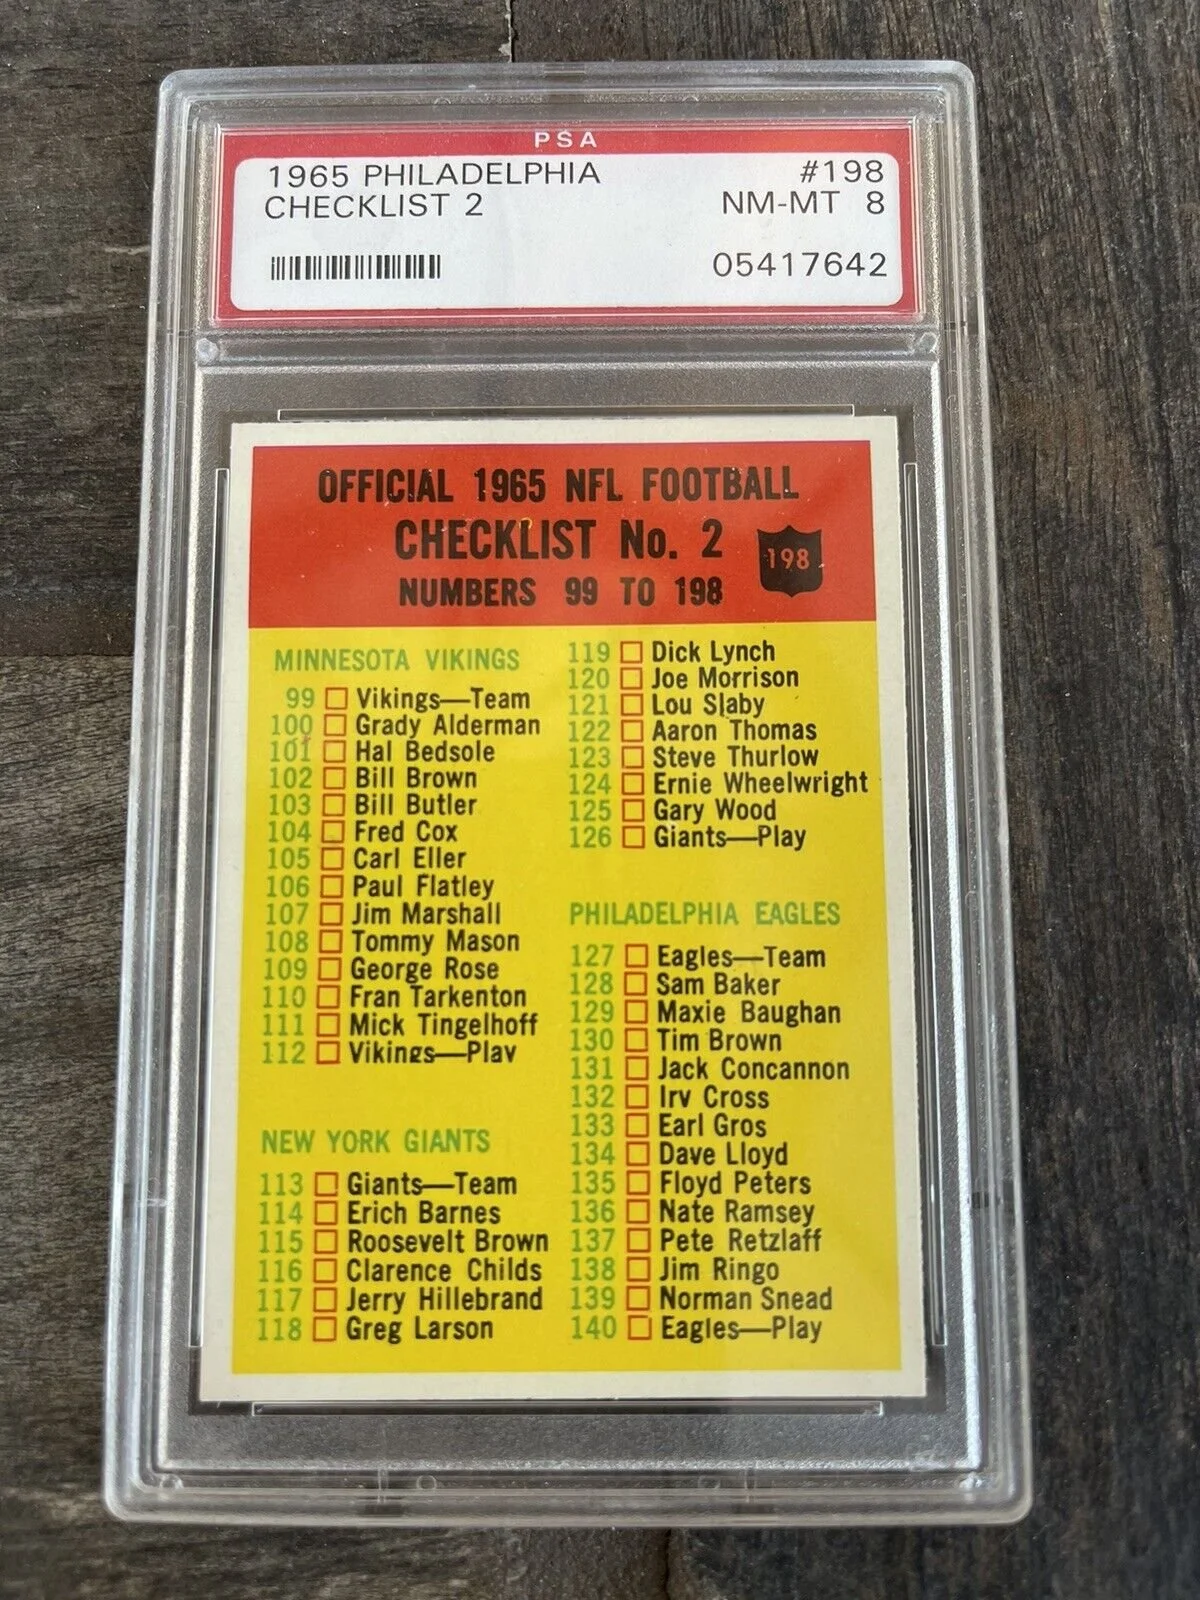 PSA
1965 PHILADELPHIA #198
CHECKLIST 2 NM-MT 8
05417642
OFFICIAL 1965 NFL FOOTBALL
CHECKLIST No. 2
198
NUMBERS 99 TO 198
MINNESOTA VIKINGS
99 Vikings—Team
100 Grady Alderman
101 Hal Bedsole
102 Bill Brown
103 Bill Butler
104 Fred Cox
105 Carl Eller
106 Paul Flatley
107 Jim Marshall
108 Tommy Mason
109 George Rose
110 Fran Tarkenton
111 Mick Tingelhoff
112 Vikings—Play
NEW YORK GIANTS
113 Giants—Team
114 Erich Barnes
115 Roosevelt Brown
116 Clarence Childs
117 Jerry Hillebrand
118 Greg Larson
119 Dick Lynch
120 Joe Morrison
121 Lou Slaby
122 Aaron Thomas
123 Steve Thurlow
124 Ernie Wheelwright
125 Gary Wood
126 Giants—Play
PHILADELPHIA EAGLES
127 Eagles—Team
128 Sam Baker
129 Maxie Baughan
130 Tim Brown
131 Jack Concannon
132 Irv Cross
133 Earl Gros
134 Dave Lloyd
135 Floyd Peters
136 Nate Ramsey
137 Pete Retzlaff
138 Jim Ringo
139 Norman Snead
140 Eagles—Play